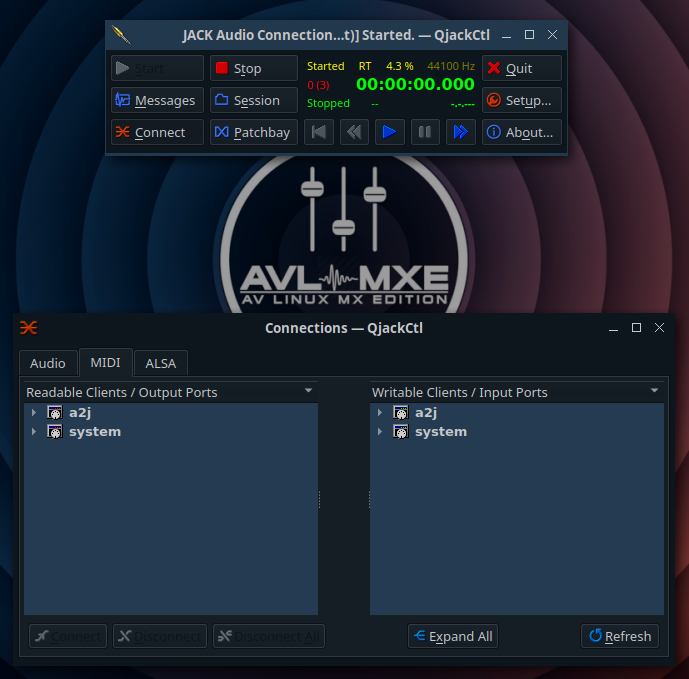 JACK Audio Connection...t)] Started. — QjackCtl
Start
Stop
Started RT 4.3 % 44100 Hz
Quit
0 (3) 00:00:00.000
Messages
Session
Stopped -- -.-.---
Setup...
Connect
Patchbay
About...
AVL MXE
AV LINUX MX EDITION
Connections — QjackCtl
Audio MIDI ALSA
Readable Clients / Output Ports
Writable Clients / Input Ports
a2j
system
a2j
system
Connect
Disconnect
Disconnect All
Expand All
Refresh